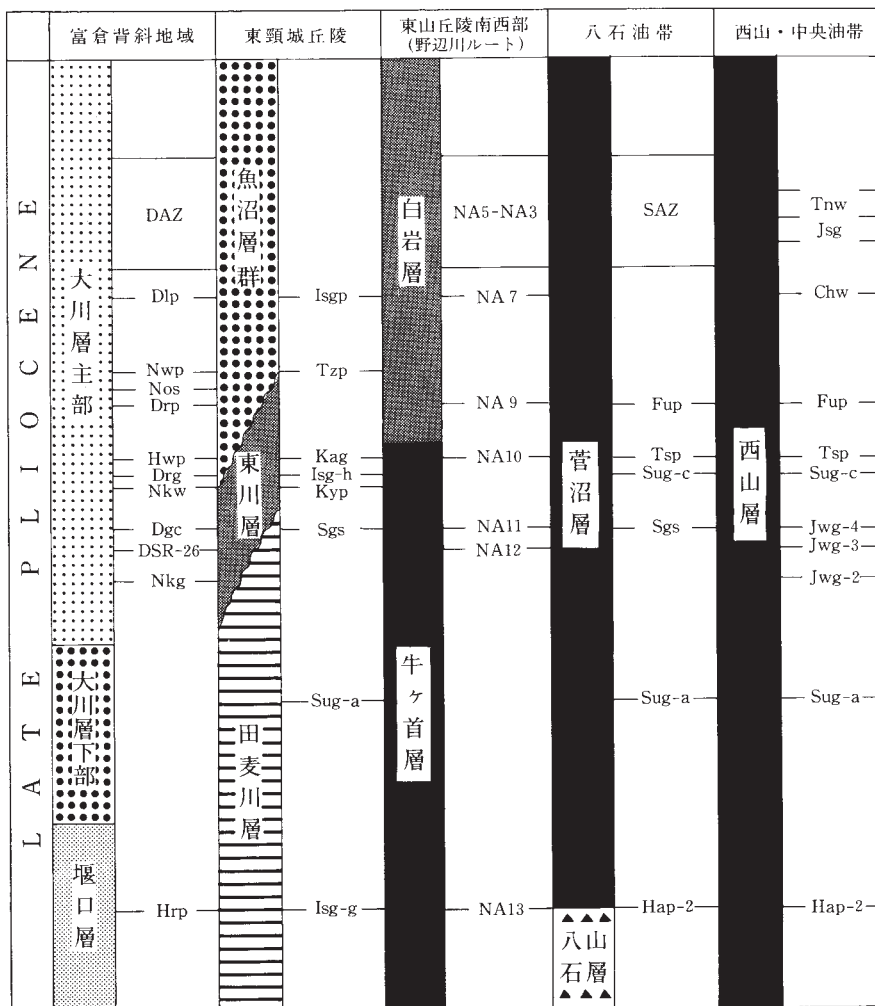 富倉背斜地域
東頸城丘陵
東山丘陵南西部
(野辺川ルート)
八石油帯
西山・中央油帯
LATE PLIOCENE
大川層主部
大川層下部
堰口層
DAZ
Dlp
Nwp
Nos
Drp
Hwp
Drg
Nkw
Dgc
DSR-26
Nkg
Hrp
魚沼層群
東川層
田麦川層
Isgp
Tzp
Kag
Isg-h
Kyp
Sgs
Sug-a
Isg-g
白岩層
牛ヶ首層
NA5-NA3
NA7
NA9
NA10
NA11
NA12
NA13
菅沼層
八石山層
SAZ
Fup
Tsp
Sug-c
Sgs
Sug-a
Hap-2
西山層
Tnw
Jsg
Chw
Fup
Tsp
Sug-c
Jwg-4
Jwg-3
Jwg-2
Sug-a
Hap-2